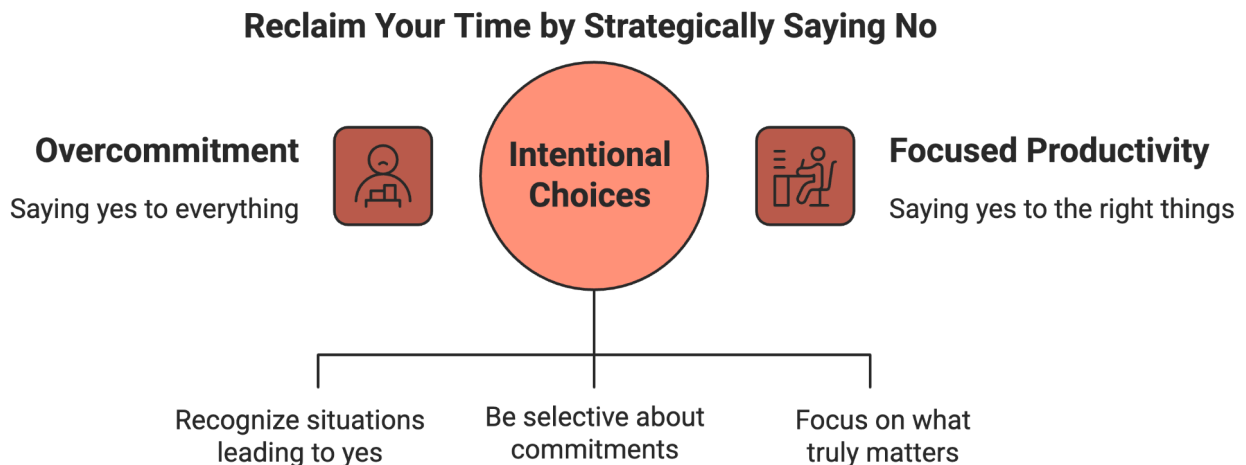 Reclaim Your Time by Strategically Saying No
Overcommitment
Saying yes to everything
Intentional
Choices
Focused Productivity
Saying yes to the right things
Recognize situations
leading to yes
Be selective about
commitments
Focus on what
truly matters